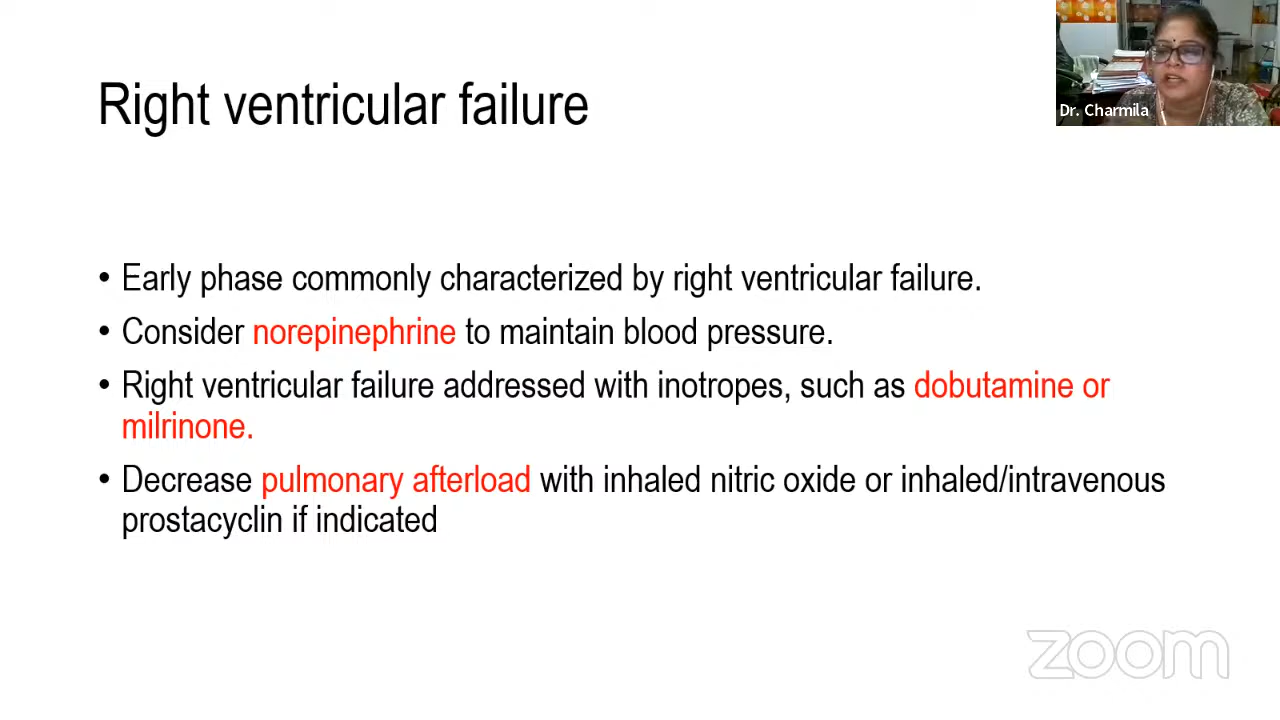 Right ventricular failure
Dr. Charmila
• Early phase commonly characterized by right ventricular failure.
• Consider norepinephrine to maintain blood pressure.
• Right ventricular failure addressed with inotropes, such as dobutamine or
milrinone.
• Decrease pulmonary afterload with inhaled nitric oxide or inhaled/intravenous
prostacyclin if indicated
zoom